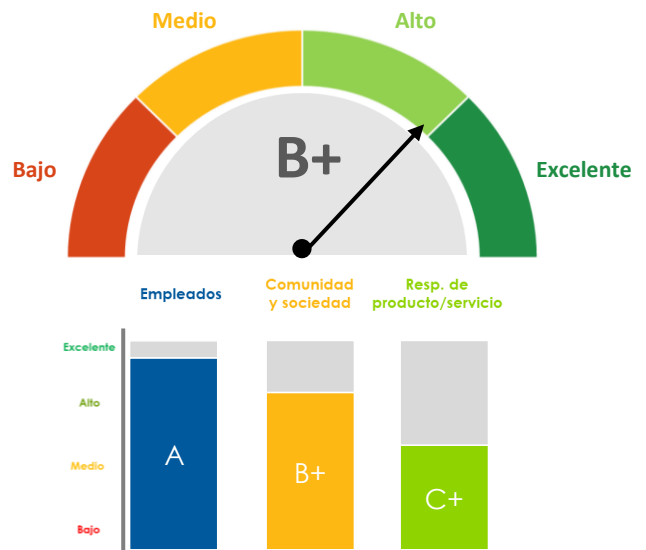 Medio
Alto
Bajo
B+
Excelente
Empleados
Comunidad
y sociedad
Resp. de
producto/servicio
Excelente
Alto
Medio
Bajo
A
B+
C+